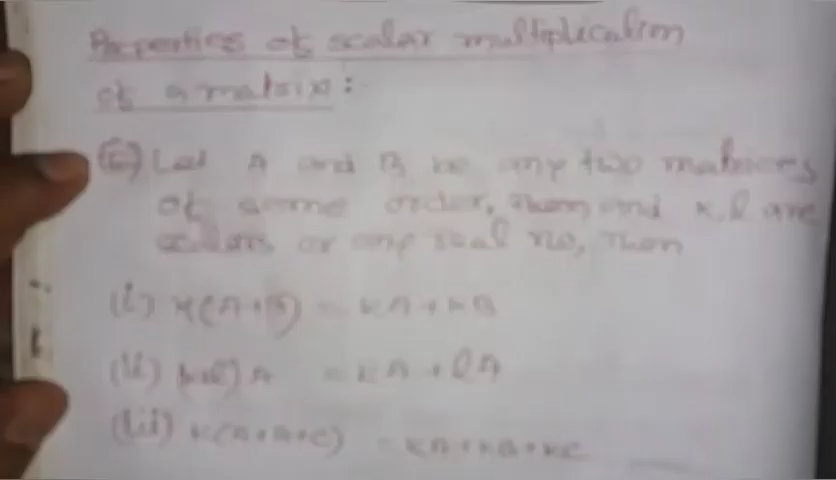 Properties of scalar multiplication
of a matrix:-
Let A and B be any two matrices
of same order, then and k, l are
scalars or any real no, then
(i) k(A+B) = kA+kB
(ii) (k+l)A = kA + lA
(iii) k(A+B+C) = kA+kB+kC